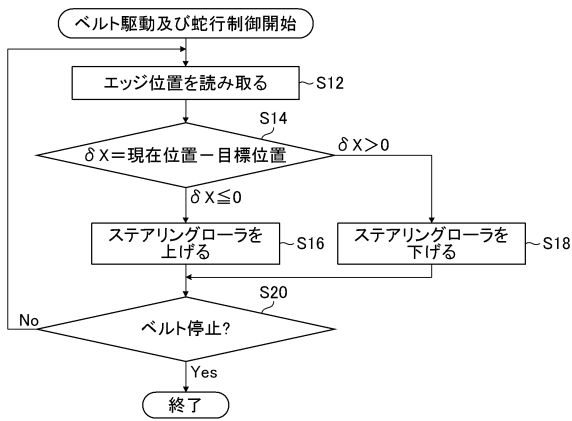 ベルト駆動及び蛇行制御開始
エッジ位置を読み取る
S12
S14
δX=現在位置-目標位置
δX>0
δX≦0
ステアリングローラを
上げる
S16
ステアリングローラを
下げる
S18
S20
No
ベルト停止?
Yes
終了